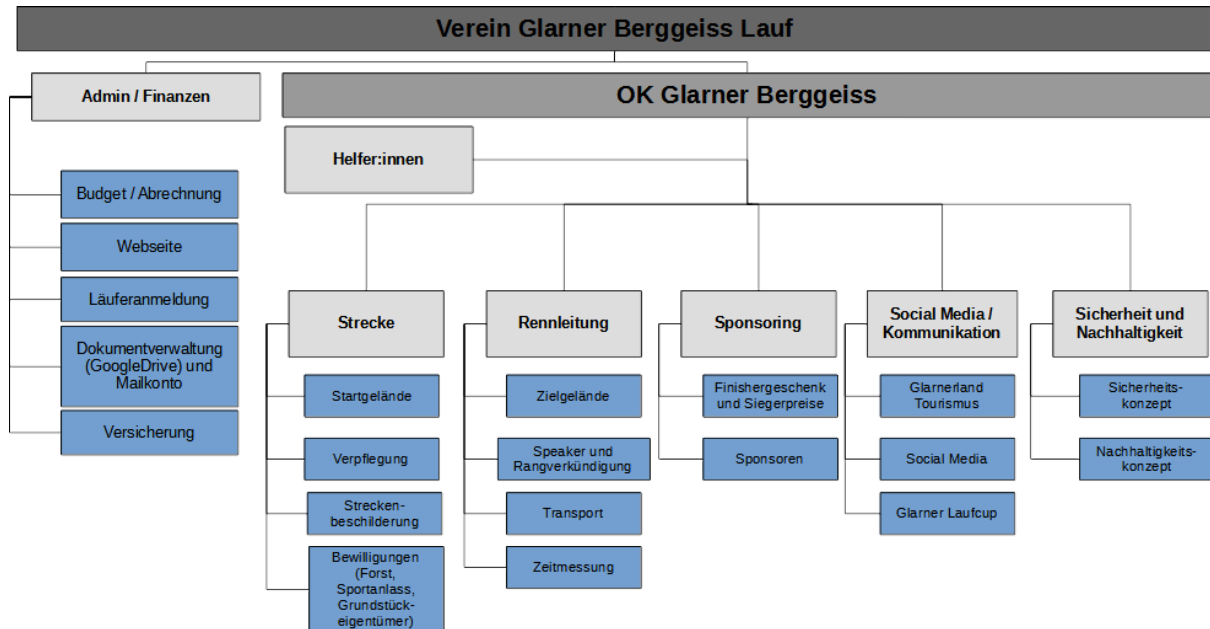 Verein Glarner Berggeiss Lauf
Admin / Finanzen
OK Glarner Berggeiss
Helfer:innen
Budget / Abrechnung
Webseite
Läuferanmeldung
Dokumentverwaltung
(GoogleDrive) und
Mailkonto
Versicherung
Strecke
Startgelände
Verpflegung
Strecken-
beschilderung
Bewilligungen
(Forst,
Sportanlass,
Grundstück-
eigentümer)
Rennleitung
Zielgelände
Speaker und
Rangverkündigung
Transport
Zeitmessung
Sponsoring
Finishergeschenk
und Siegerpreise
Sponsoren
Social Media /
Kommunikation
Glarnerland
Tourismus
Social Media
Glarner Laufcup
Sicherheit und
Nachhaltigkeit
Sicherheits-
konzept
Nachhaltigkeits-
konzept